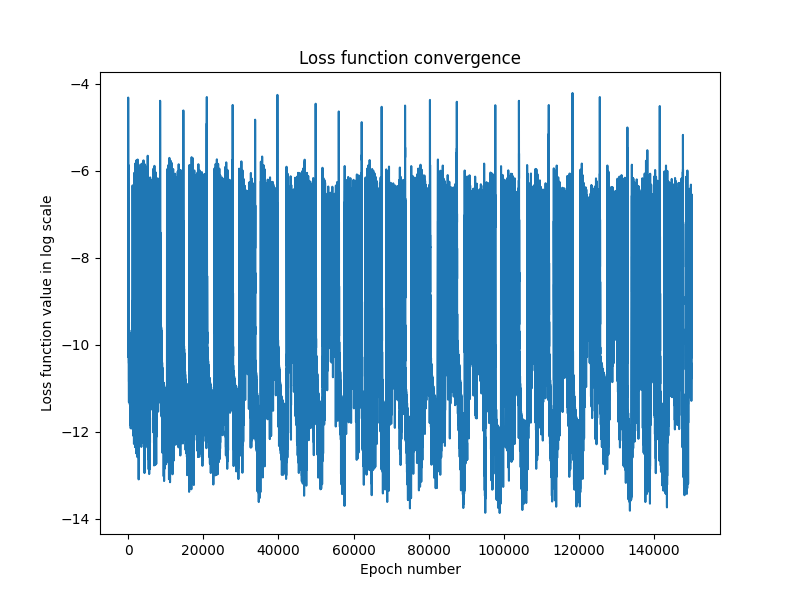 Loss function convergence
−4
−6
−8
−10
−12
−14
Loss function value in log scale
0 20000 40000 60000 80000 100000 120000 140000
Epoch number